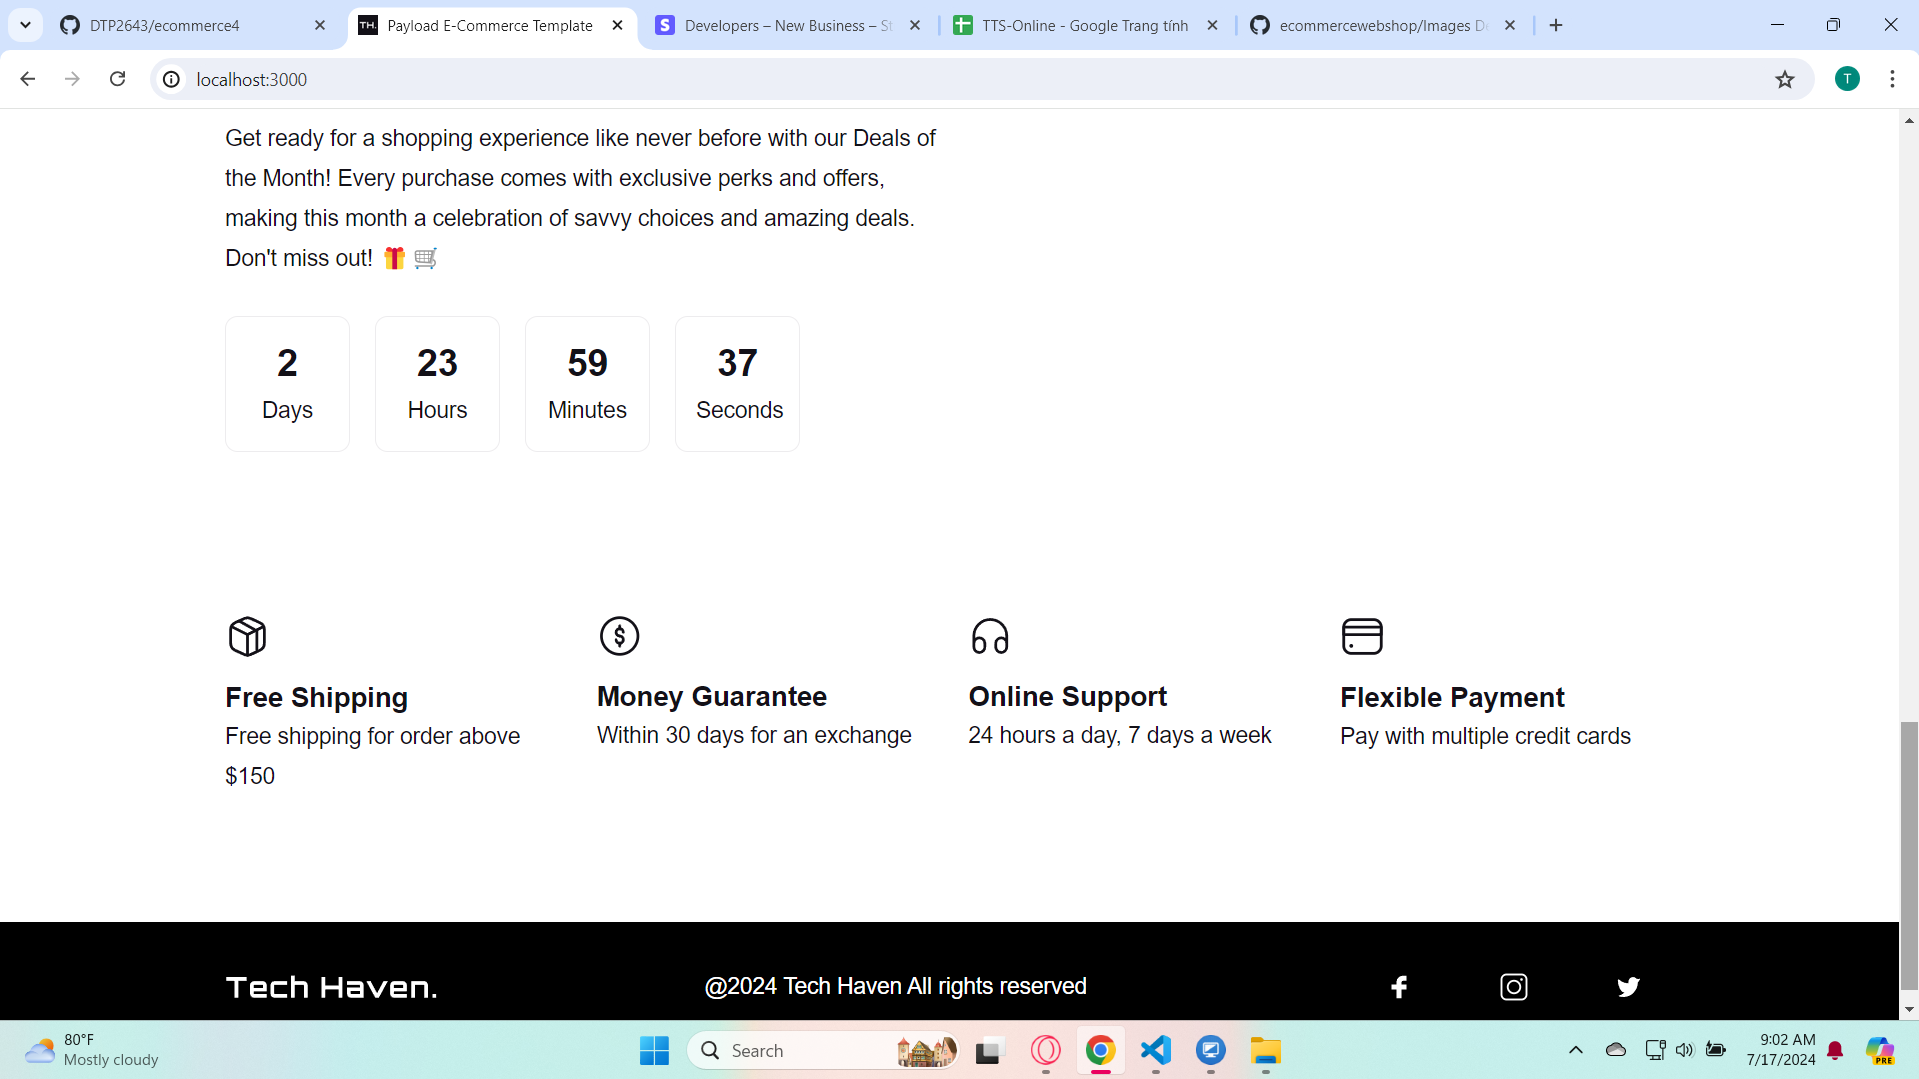 DTP2643/ecommerce4
TH.
Payload E-Commerce Template
S
Developers – New Business – St
TTS-Online - Google Trang tính
ecommercewebshop/Images De
localhost:3000
T
Get ready for a shopping experience like never before with our Deals of
the Month! Every purchase comes with exclusive perks and offers,
making this month a celebration of savvy choices and amazing deals.
Don't miss out! 🎁 🛒
2
Days
23
Hours
59
Minutes
37
Seconds
$
Free Shipping
Free shipping for order above
$150
Money Guarantee
Within 30 days for an exchange
Online Support
24 hours a day, 7 days a week
Flexible Payment
Pay with multiple credit cards
Tech Haven.
@2024 Tech Haven All rights reserved
80°F
Mostly cloudy
Search
9:02 AM
7/17/2024
PRE